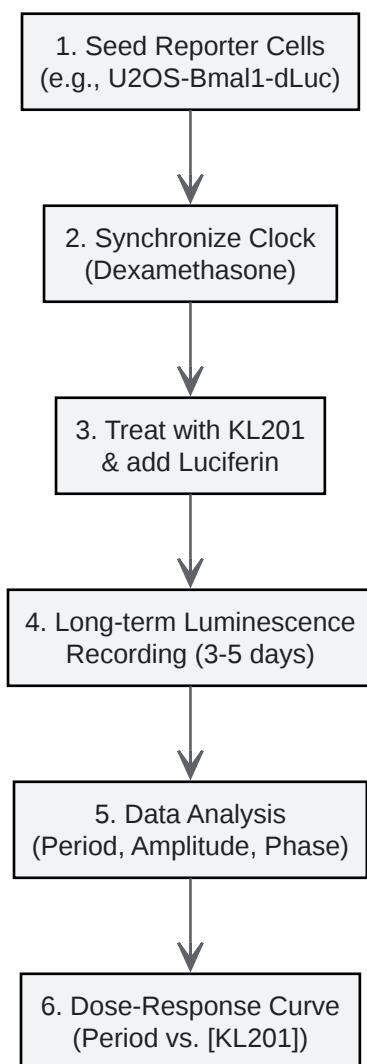 1. Seed Reporter Cells
(e.g., U2OS-Bmal1-dLuc)
2. Synchronize Clock
(Dexamethasone)
3. Treat with KL201
& add Luciferin
4. Long-term Luminescence
Recording (3-5 days)
5. Data Analysis
(Period, Amplitude, Phase)
6. Dose-Response Curve
(Period vs. [KL201])